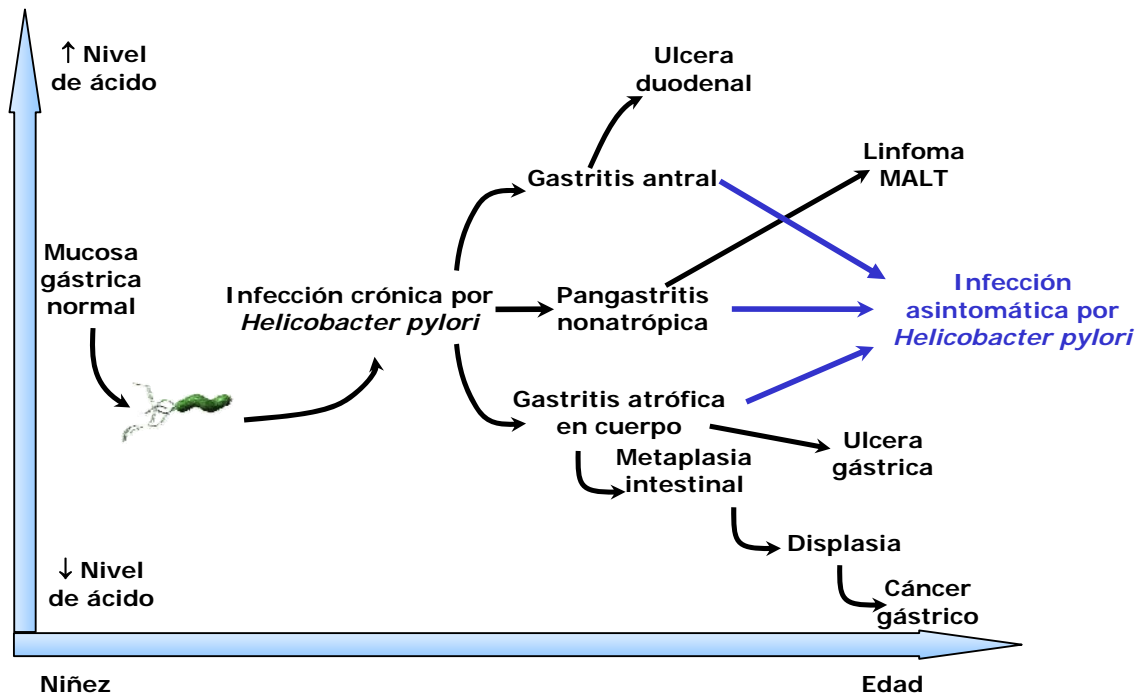 ↑ Nivel
de ácido
Ulcera
duodenal
Linfoma
MALT
Gastritis antral
Mucosa
gástrica
normal
Infección crónica por
Helicobacter pylori
Pangastritis
nonatrópica
Infección
asintomática por
Helicobacter pylori
Gastritis atrófica
en cuerpo
Ulcera
gástrica
Metaplasia
intestinal
Displasia
↓ Nivel
de ácido
Cáncer
gástrico
Niñez
Edad